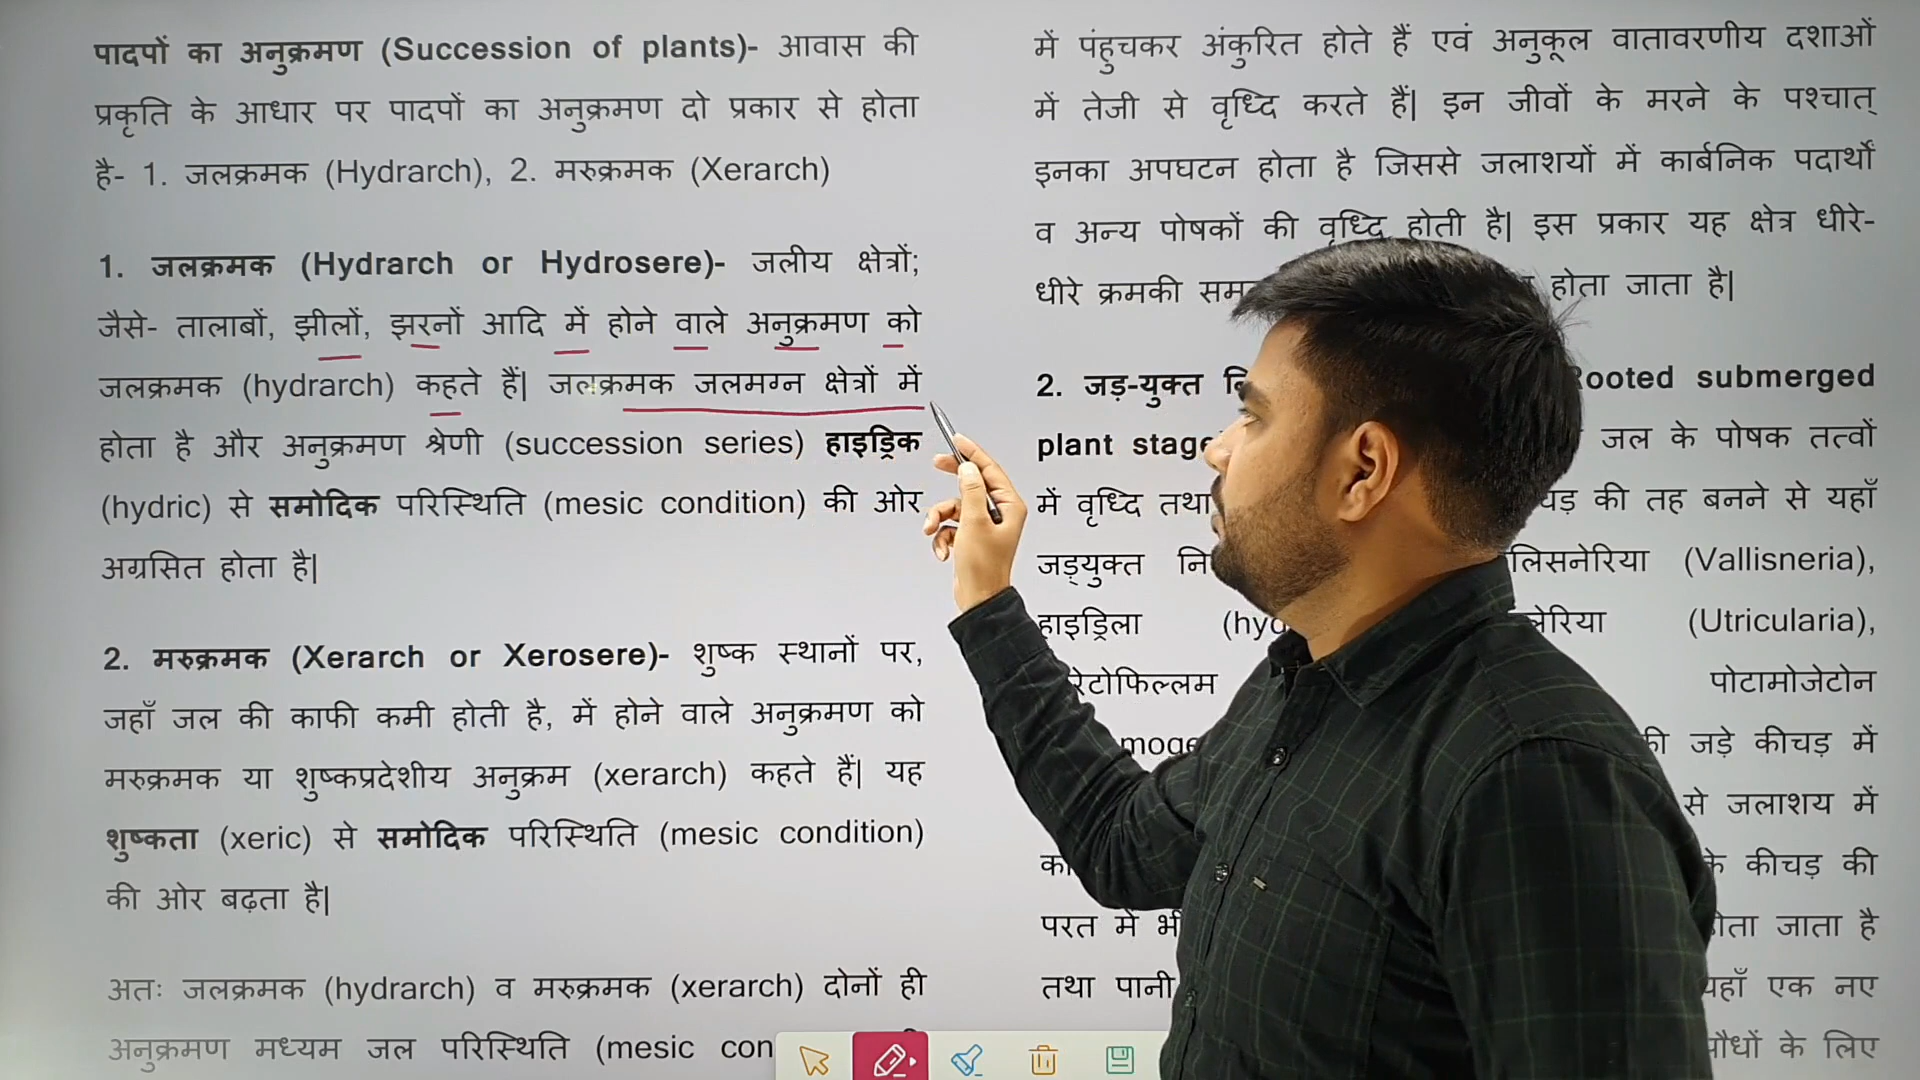 पादपों का अनुक्रमण (Succession of plants)- आवास की
प्रकृति के आधार पर पादपों का अनुक्रमण दो प्रकार से होता
है- 1. जलक्रमक (Hydrarch), 2. मरुक्रमक (Xerarch)
1. जलक्रमक (Hydrarch or Hydrosere)- जलीय क्षेत्रों;
जैसे- तालाबों, झीलों, झरनों आदि में होने वाले अनुक्रमण को
जलक्रमक (hydrarch) कहते हैं| जलक्रमक जलमग्न क्षेत्रों में
होता है और अनुक्रमण श्रेणी (succession series) हाइड्रिक
(hydric) से समोदिक परिस्थिति (mesic condition) की ओर
अग्रसित होता है|
2. मरुक्रमक (Xerarch or Xerosere)- शुष्क स्थानों पर,
जहाँ जल की काफी कमी होती है, में होने वाले अनुक्रमण को
मरुक्रमक या शुष्कप्रदेशीय अनुक्रम (xerarch) कहते हैं| यह
शुष्कता (xeric) से समोदिक परिस्थिति (mesic condition)
की ओर बढ़ता है|
अतः जलक्रमक (hydrarch) व मरुक्रमक (xerarch) दोनों ही
अनुक्रमण मध्यम जल परिस्थिति (mesic con
में पंहुचकर अंकुरित होते हैं एवं अनुकूल वातावरणीय दशाओं
में तेजी से वृध्दि करते हैं| इन जीवों के मरने के पश्चात्
इनका अपघटन होता है जिससे जलाशयों में कार्बनिक पदार्थों
व अन्य पोषकों की वृध्दि होती है| इस प्रकार यह क्षेत्र धीरे-
धीरे क्रमकी होता जाता है|
2. जड़-युक्त Rooted submerged
plant stag जल के पोषक तत्वों
में वृध्दि तथा की तह बनने से यहाँ
जड़्युक्त (Vallisneria),
हाइड्रिला (Utricularia),
पोटामोजेटोन
जड़े कीचड़ में
से जलाशय में
के कीचड़ की
परत में जाता है
तथा पानी यहाँ एक नए
पौधों के लिए